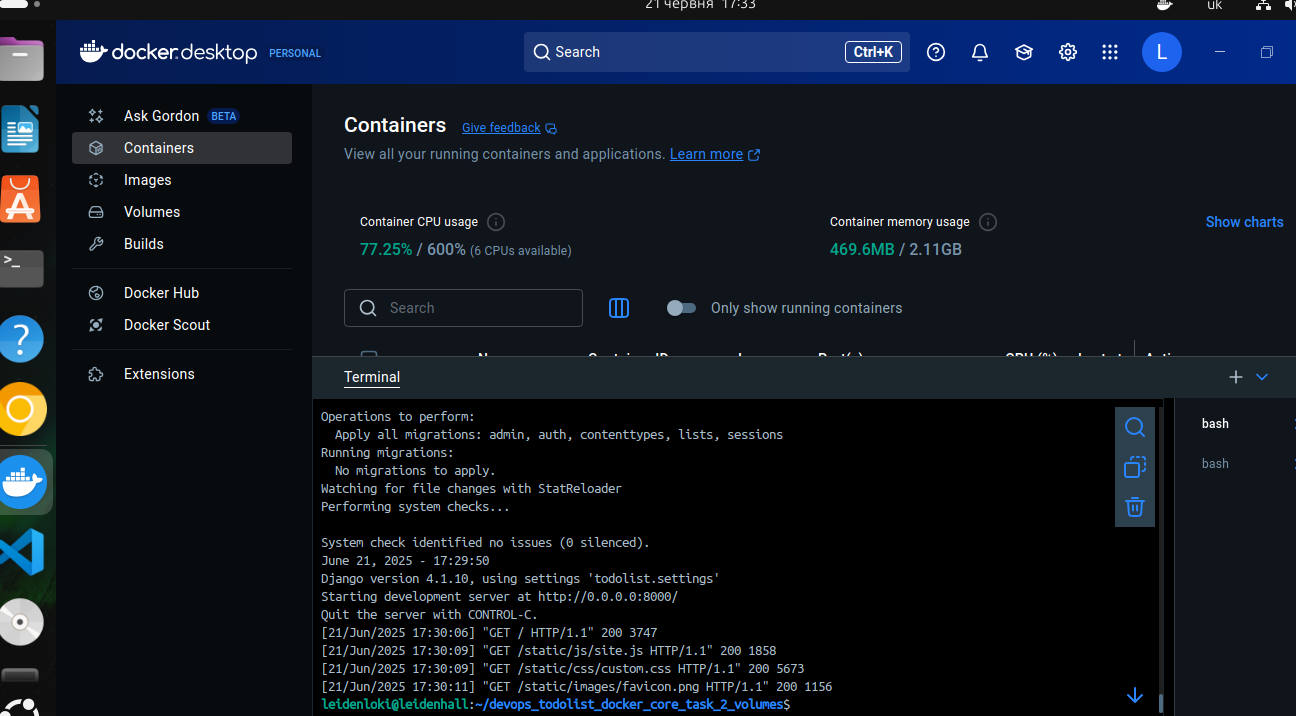 21 червня 17:33
uk
docker.desktop PERSONAL
Search Ctrl+K
L
Ask Gordon BETA
Containers
Images
Volumes
Builds
Docker Hub
Docker Scout
Extensions
Containers Give feedback
View all your running containers and applications. Learn more
Container CPU usage
77.25% / 600% (6 CPUs available)
Container memory usage
469.6MB / 2.11GB
Show charts
Search
Only show running containers
Terminal
Operations to perform:
  Apply all migrations: admin, auth, contenttypes, lists, sessions
Running migrations:
  No migrations to apply.
Watching for file changes with StatReloader
Performing system checks...
System check identified no issues (0 silenced).
June 21, 2025 - 17:29:50
Django version 4.1.10, using settings 'todolist.settings'
Starting development server at http://0.0.0.0:8000/
Quit the server with CONTROL-C.
[21/Jun/2025 17:30:06] "GET / HTTP/1.1" 200 3747
[21/Jun/2025 17:30:09] "GET /static/js/site.js HTTP/1.1" 200 1858
[21/Jun/2025 17:30:09] "GET /static/css/custom.css HTTP/1.1" 200 5673
[21/Jun/2025 17:30:11] "GET /static/images/favicon.png HTTP/1.1" 200 1156
leidenloki@leidenhall:~/devops_todolist_docker_core_task_2_volumes$
bash
bash